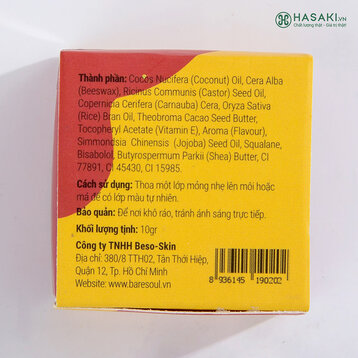 HASAKI.VN
Chất lượng thật - Giá trị thật!
Thành phần: Cocos Nucifera (Coconut) Oil, Cera Alba
(Beeswax), Ricinus Communis (Castor) Seed Oil,
Copernicia Cerifera (Carnauba) Cera, Oryza Sativa
(Rice) Bran Oil, Theobroma Cacao Seed Butter,
Tocopheryl Acetate (Vitamin E), Aroma (Flavour),
Simmondsia Chinensis (Jojoba) Seed Oil, Squalane,
Bisabolol, Butyrospermum Parkii (Shea) Butter, CI
77891, CI 45430, CI 15985.
Cách sử dụng: Thoa một lớp mỏng nhẹ lên môi hoặc
má để có lớp màu tự nhiên.
Bảo quản: Để nơi khô ráo, tránh ánh sáng trực tiếp.
Khối lượng tịnh: 10gr
Công ty TNHH Beso-Skin
Địa chỉ: 380/8 TTH02, Tân Thới Hiệp,
Quận 12, Tp. Hồ Chí Minh
Website: www.baresoul.vn
8 936145 190202